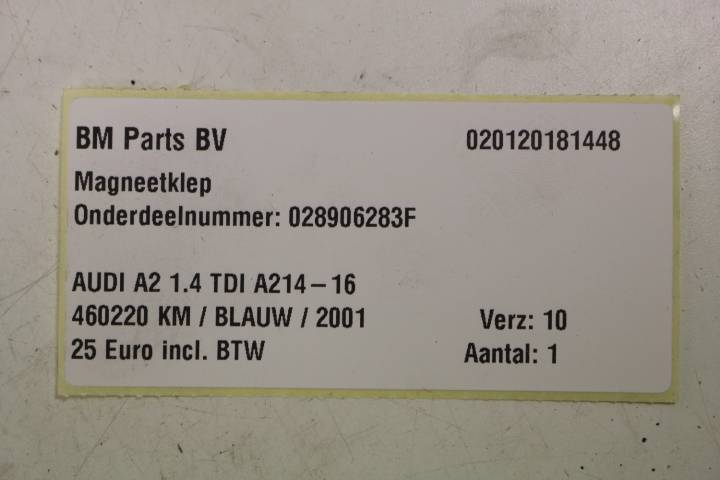 BM Parts BV 020120181448
Magneetklep
Onderdeelnummer: 028906283F
AUDI A2 1.4 TDI A214-16
460220 KM / BLAUW / 2001 Verz: 10
25 Euro incl. BTW Aantal: 1